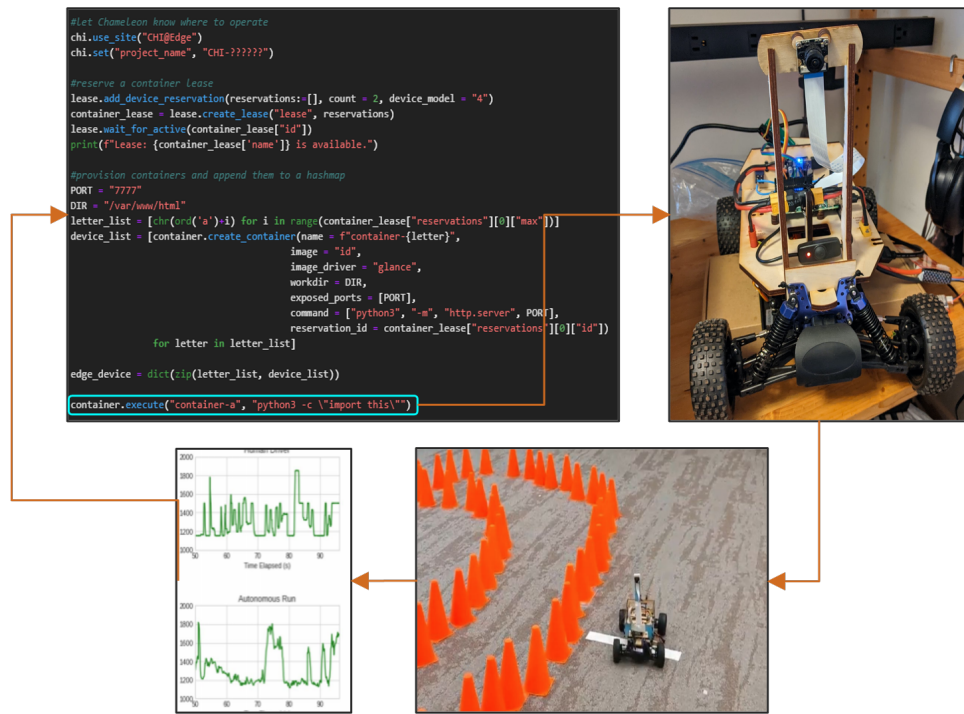 #Let Chameleon know where to operate
chi.use_site("CHI@Edge")
chi.set("project_name", "CHI-??????")
#reserve a container lease
lease.add_device_reservation(reservations:=[], count = 2, device_model = "4")
container_lease = lease.create_lease("lease", reservations)
lease.wait_for_active(container_lease["id"])
print(f"Lease: {container_lease['name']} is available.")
#provision containers and append them to a hashmap
PORT = "7777"
DIR = "/var/www/html"
letter_list = [chr(ord('a')+i) for i in range(container_lease["reservations"][0]["max"])]
device_list = [container.create_container(name = f"container-{letter}",
image = "id",
image_driver = "glance",
workdir = DIR,
exposed_ports = [PORT],
command = ["python3", "-m", "http.server", PORT],
reservation_id = container_lease["reservations"][0]["id"])
for letter in letter_list]
edge_device = dict(zip(letter_list, device_list))
container.execute("container-a", "python3 -c \"import this\"")
Human Driver
2000
1800
1600
1400
1200
1000
50 60 70 80 90
Time Elapsed (s)
Autonomous Run
2000
1800
1600
1400
1200
1000
50 60 70 80 90